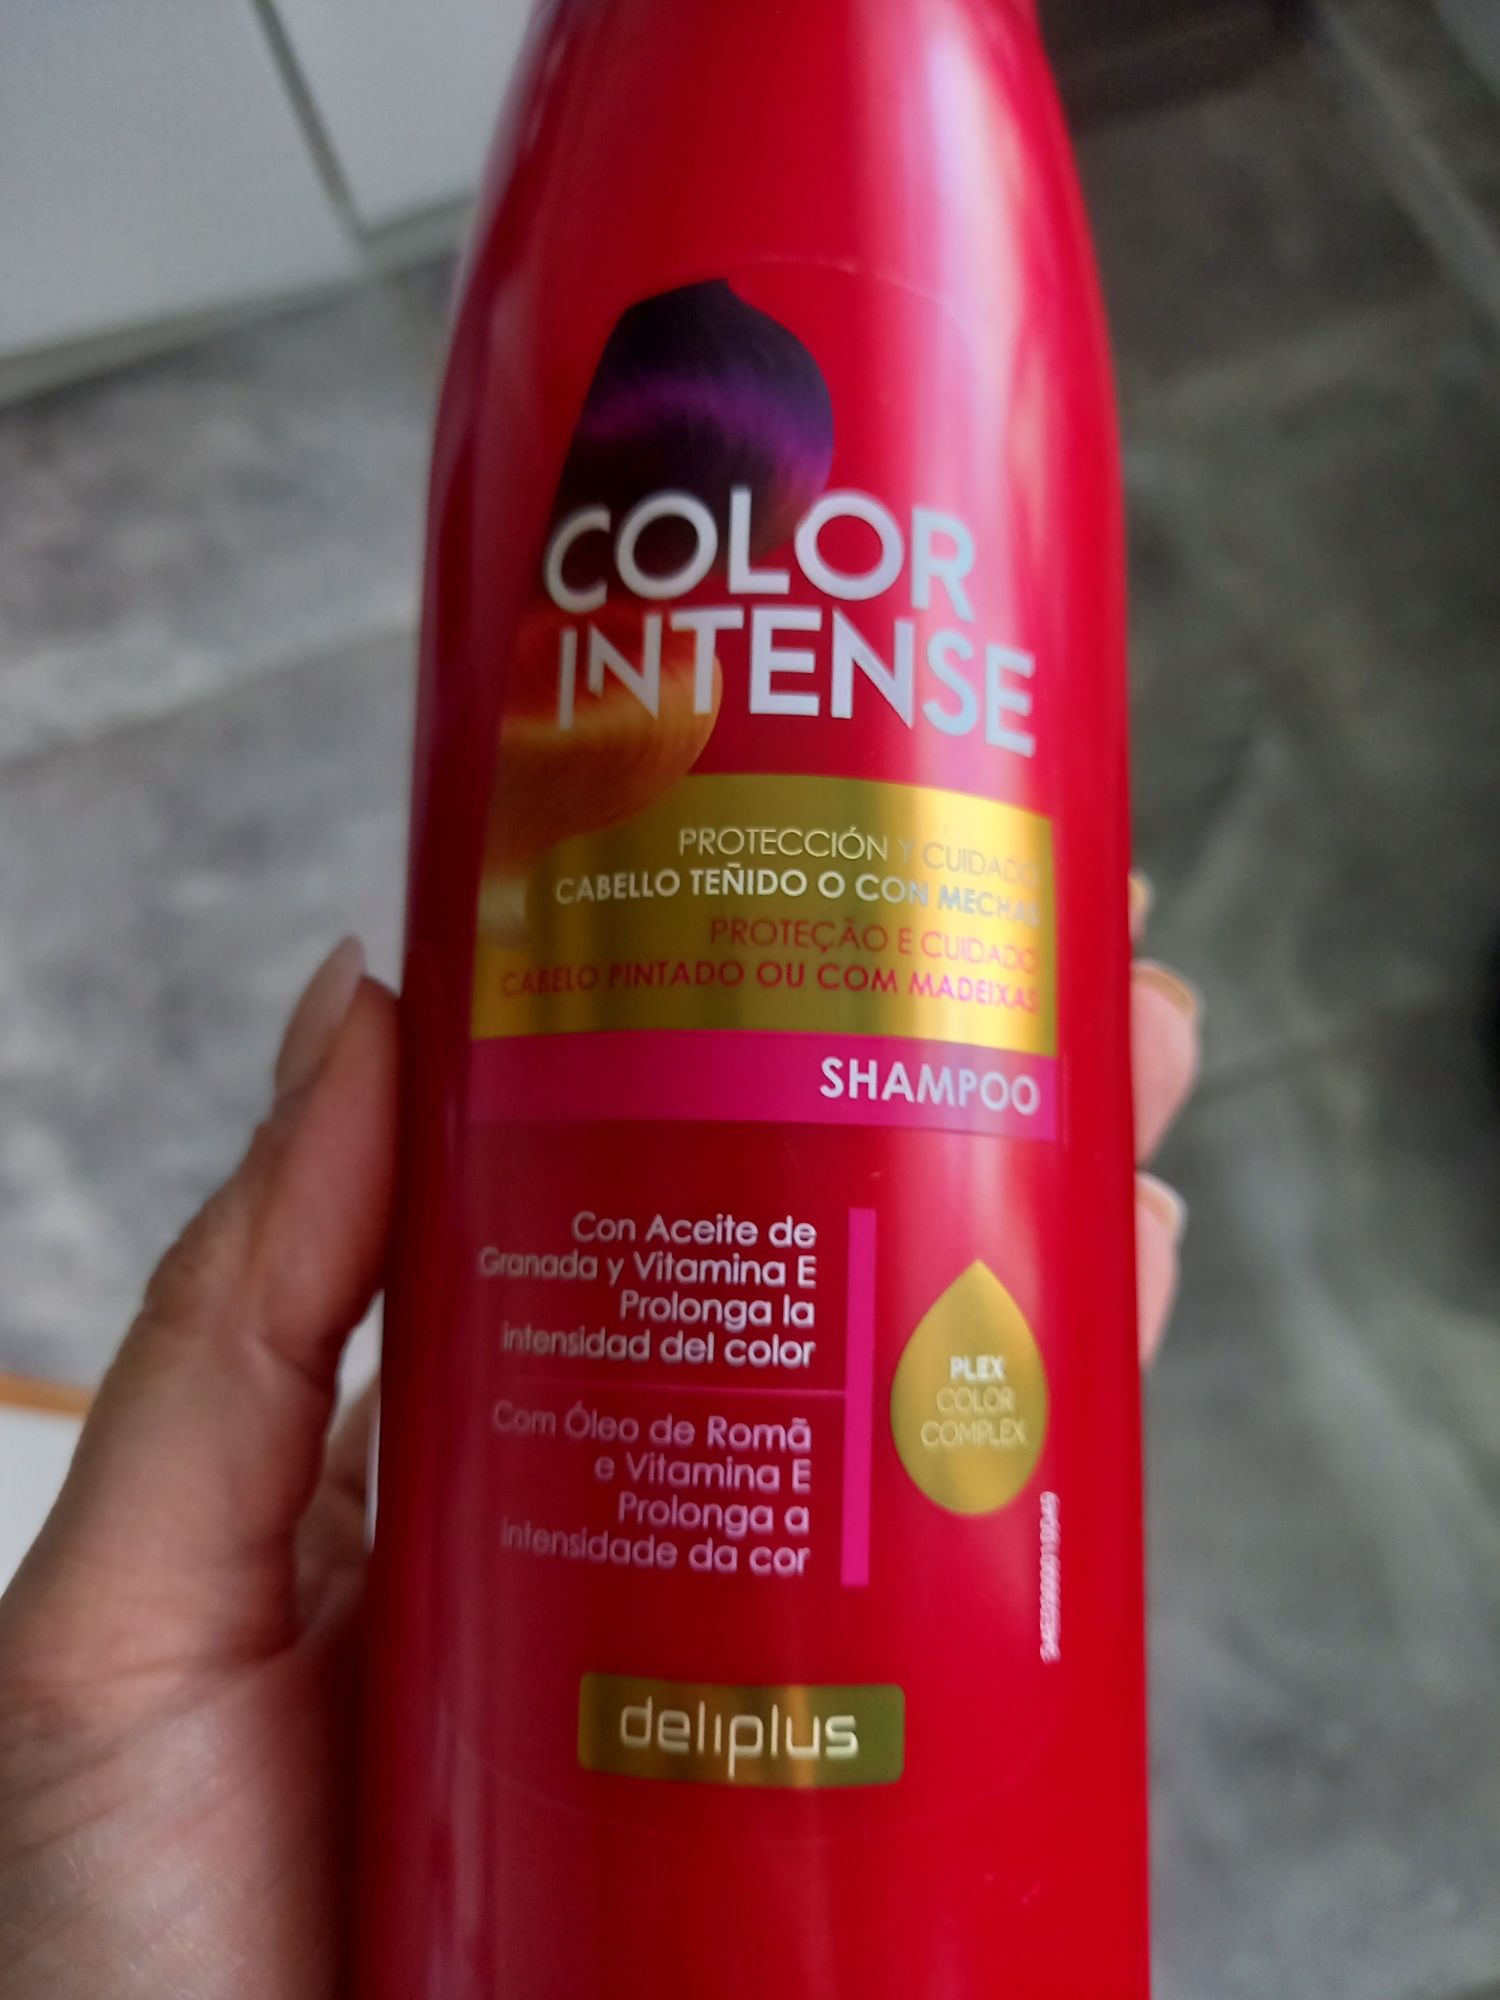 COLOR
INTENSE
PROTECCIÓN Y CUIDADO
CABELLO TEÑIDO O CON MECHAS
PROTEÇÃO E CUIDADO
CABELO PINTADO OU COM MADEIXAS
SHAMPOO
Con Aceite de
Granada y Vitamina E
Prolonga la
intensidad del color
Com Óleo de Romã
e Vitamina E
Prolonga a
intensidade da cor
PLEX
COLOR
COMPLEX
deliplus